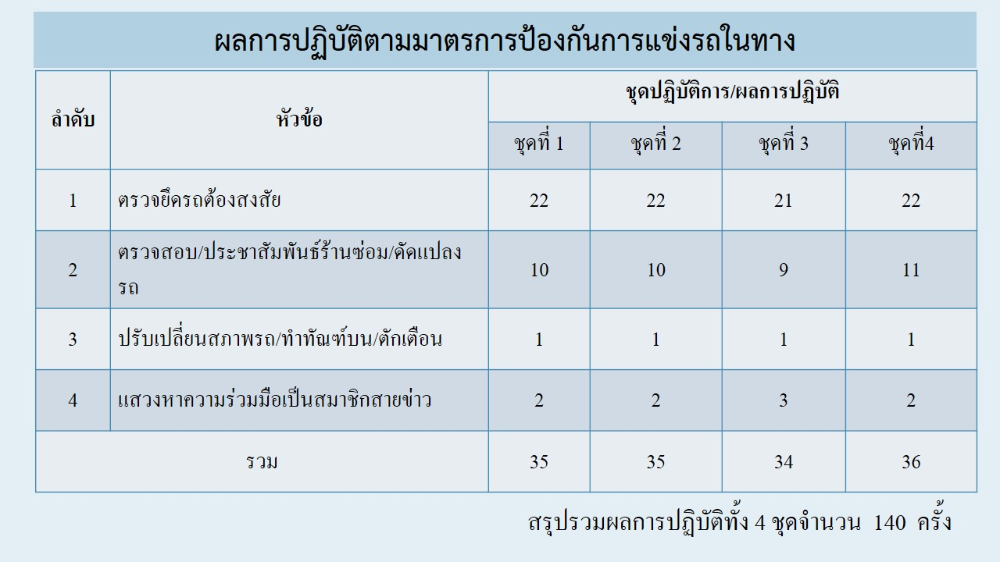 ผลการปฏิบัติตามมาตรการป้องกันการแข่งรถในทาง
ลำดับ หัวข้อ ชุดปฏิบัติการ/ผลการปฏิบัติ
ชุดที่ 1 ชุดที่ 2 ชุดที่ 3 ชุดที่4
1 ตรวจยึดรถต้องสงสัย 22 22 21 22
2 ตรวจสอบ/ประชาสัมพันธ์ร้านซ่อม/ดัดแปลง
รถ 10 10 9 11
3 ปรับเปลี่ยนสภาพรถ/ทำทัณฑ์บน/ตักเตือน 1 1 1 1
4 แสวงหาความร่วมมือเป็นสมาชิกสายข่าว 2 2 3 2
รวม 35 35 34 36
สรุปรวมผลการปฏิบัติทั้ง 4 ชุดจำนวน 140 ครั้ง